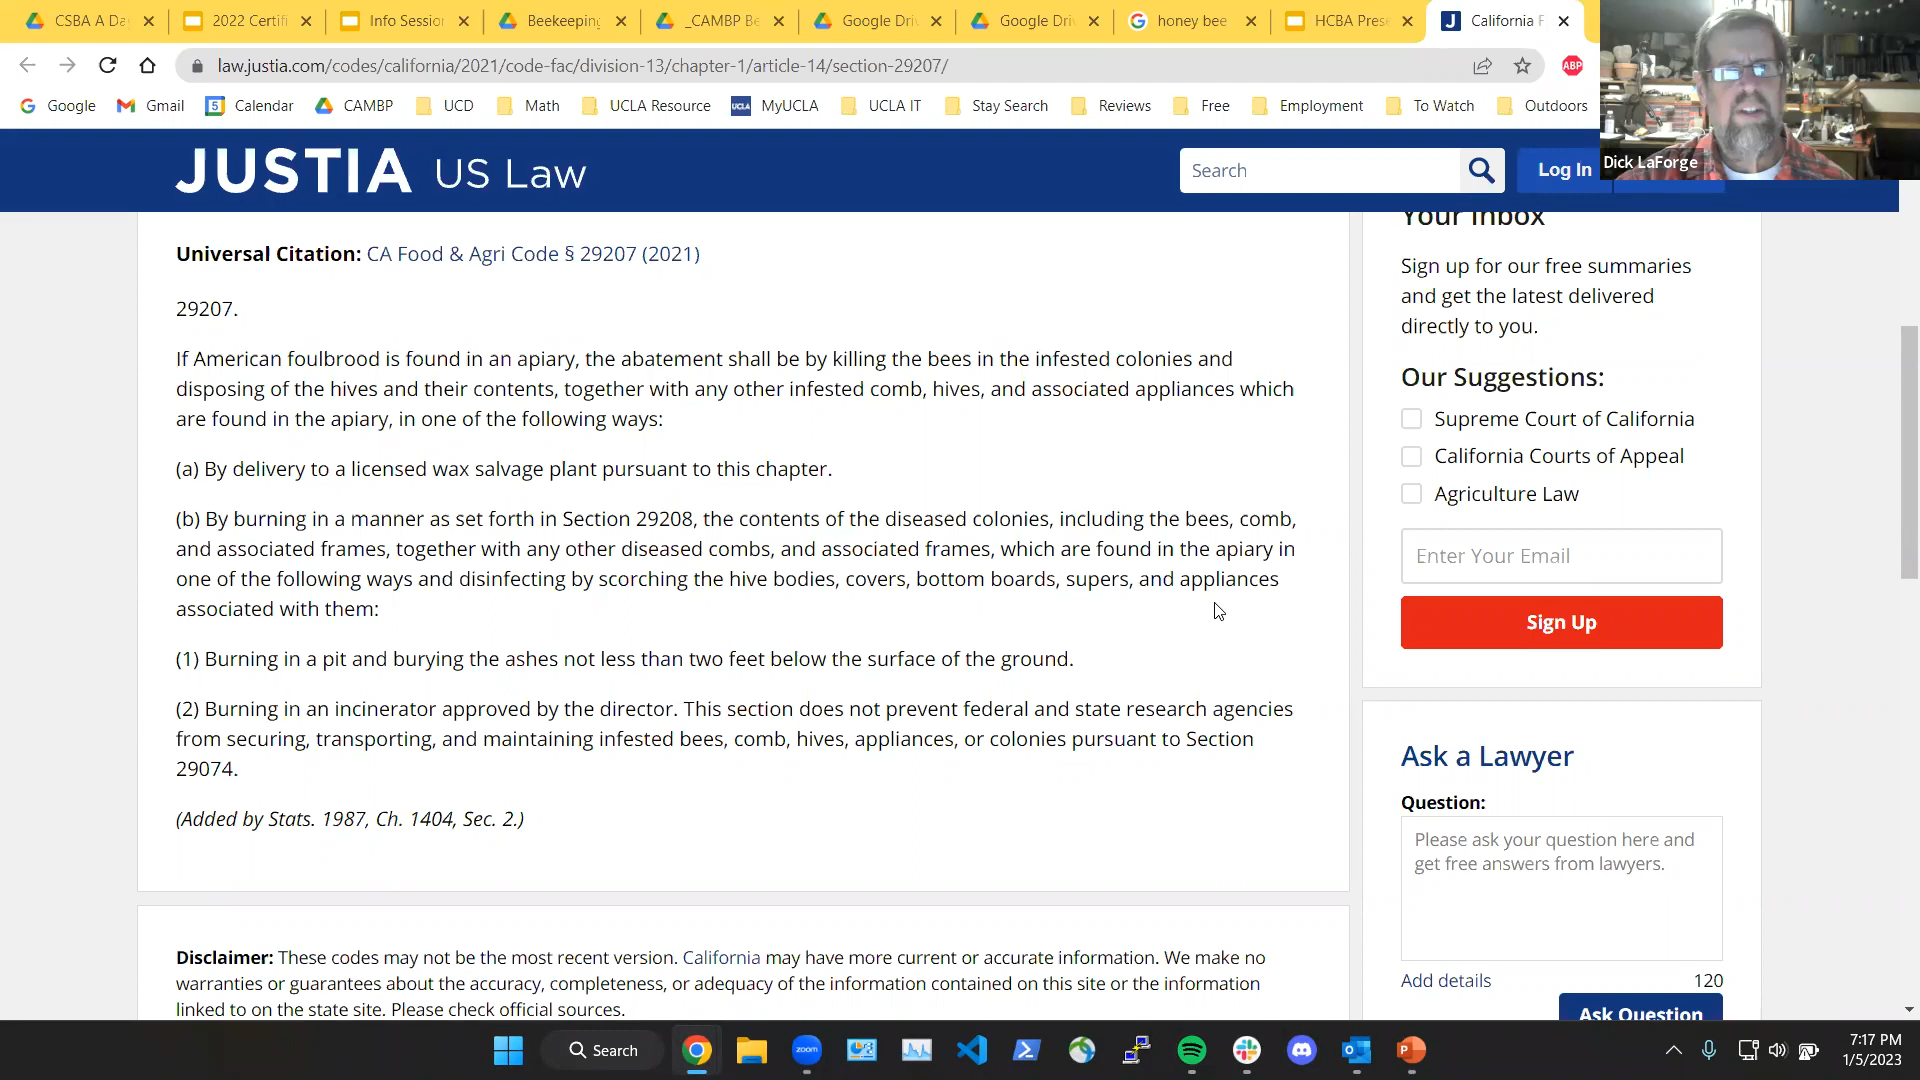 CSBA A Da
2022 Certifi
Info Session
Beekeeping
_CAMBP Be
Google Driv
Google Driv
honey bee
HCBA Prese
California F
law.justia.com/codes/california/2021/code-fac/division-13/chapter-1/article-14/section-29207/
ABP
Google
Gmail
5
Calendar
CAMBP
UCD
Math
UCLA Resource
UCLA
MyUCLA
UCLA IT
Stay Search
Reviews
Free
Employment
To Watch
Outdoors
Dick LaForge
JUSTIA US Law
Search
Log In
Your Inbox
Universal Citation: CA Food & Agri Code § 29207 (2021)
29207.
If American foulbrood is found in an apiary, the abatement shall be by killing the bees in the infested colonies and
disposing of the hives and their contents, together with any other infested comb, hives, and associated appliances which
are found in the apiary, in one of the following ways:
(a) By delivery to a licensed wax salvage plant pursuant to this chapter.
(b) By burning in a manner as set forth in Section 29208, the contents of the diseased colonies, including the bees, comb,
and associated frames, together with any other diseased combs, and associated frames, which are found in the apiary in
one of the following ways and disinfecting by scorching the hive bodies, covers, bottom boards, supers, and appliances
associated with them:
(1) Burning in a pit and burying the ashes not less than two feet below the surface of the ground.
(2) Burning in an incinerator approved by the director. This section does not prevent federal and state research agencies
from securing, transporting, and maintaining infested bees, comb, hives, appliances, or colonies pursuant to Section
29074.
(Added by Stats. 1987, Ch. 1404, Sec. 2.)
Disclaimer: These codes may not be the most recent version. California may have more current or accurate information. We make no
warranties or guarantees about the accuracy, completeness, or adequacy of the information contained on this site or the information
linked to on the state site. Please check official sources.
Sign up for our free summaries
and get the latest delivered
directly to you.
Our Suggestions:
Supreme Court of California
California Courts of Appeal
Agriculture Law
Enter Your Email
Sign Up
Ask a Lawyer
Question:
Please ask your question here and
get free answers from lawyers.
Add details
120
Ask Question
Search
zoom
7:17 PM
1/5/2023